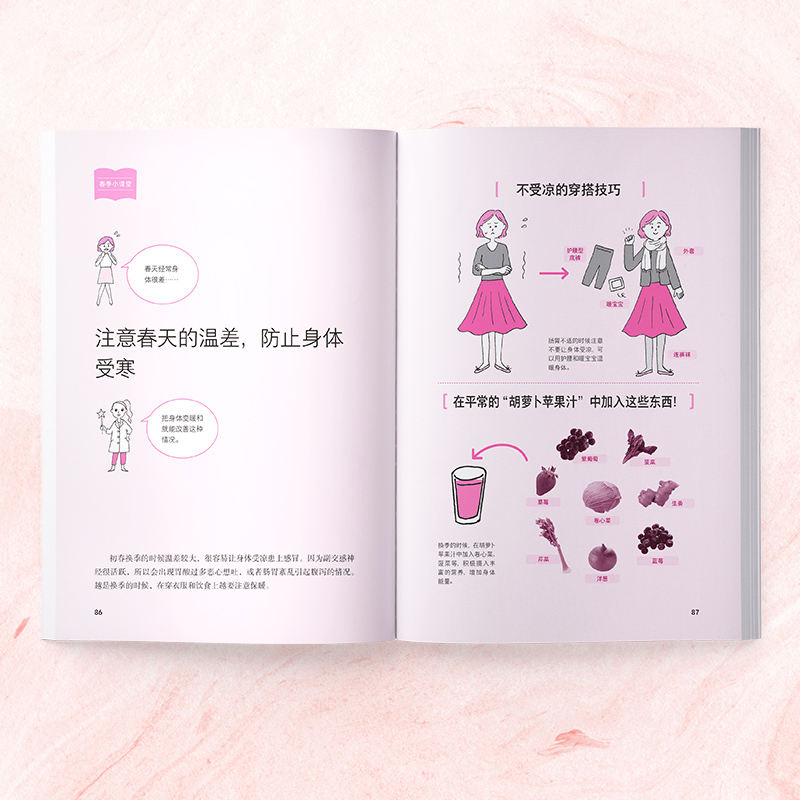 春季小课堂
春天经常身
体很差……
注意春天的温差，防止身体
受寒
把身体变暖和
就能改善这种
情况。
初春换季的时候温差较大，很容易让身体受凉患上感冒。因为副交感神
经很活跃，所以会出现胃酸过多恶心想吐，或者肠胃紊乱引起腹泻的情况。
越是换季的时候，在穿衣服和饮食上越要注意保暖。
86
不受凉的穿搭技巧
护腰型
底裤
外套
暖宝宝
连裤袜
肠胃不适的时候注意
不要让身体受凉，可
以用护腰和暖宝宝温
暖身体。
在平常的“胡萝卜苹果汁”中加入这些东西！
紫葡萄
菠菜
草莓
卷心菜
生姜
芹菜
洋葱
蓝莓
换季的时候，在胡萝卜
苹果汁中加入卷心菜、
菠菜等，积极摄入丰
富的营养，增加身体
能量。
87